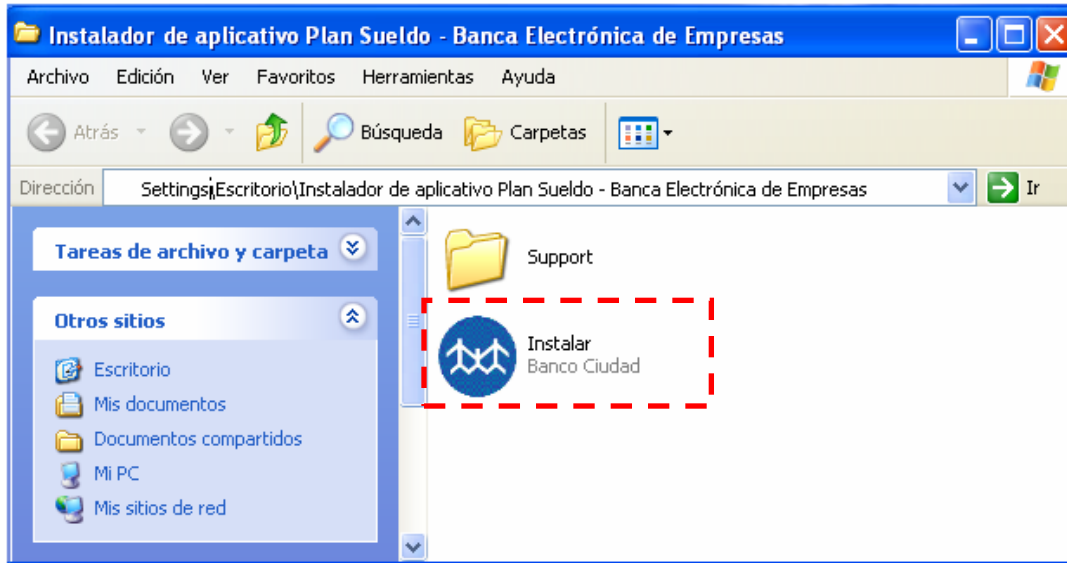 Instalador de aplicativo Plan Sueldo - Banca Electrónica de Empresas
Archivo Edición Ver Favoritos Herramientas Ayuda
Atrás Búsqueda Carpetas
Dirección Settings\Escritorio\Instalador de aplicativo Plan Sueldo - Banca Electrónica de Empresas Ir
Tareas de archivo y carpeta
Otros sitios
Escritorio
Mis documentos
Documentos compartidos
Mi PC
Mis sitios de red
Support
Instalar
Banco Ciudad